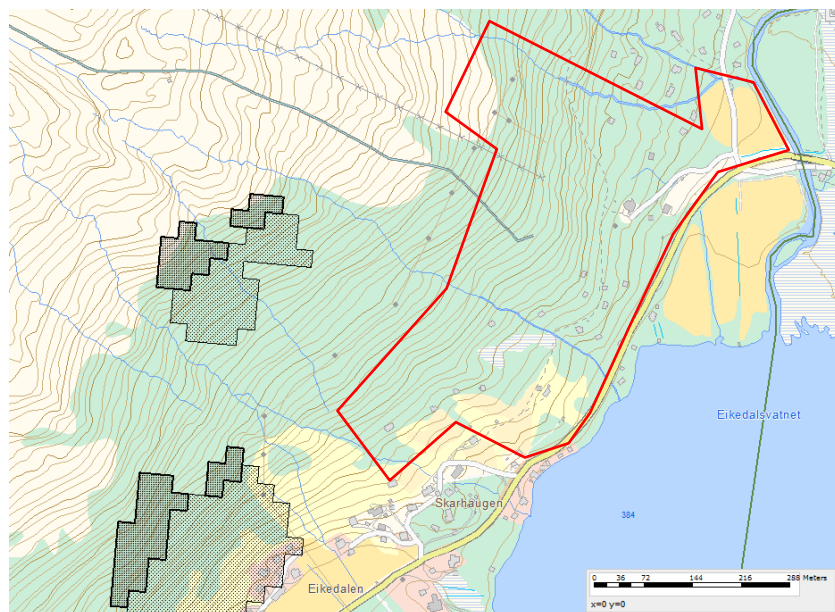 Eikedalsvatnet
Skarhaugen
384
Eikedalen
0 36 72 144 216 288 Meters
x=0 y=0